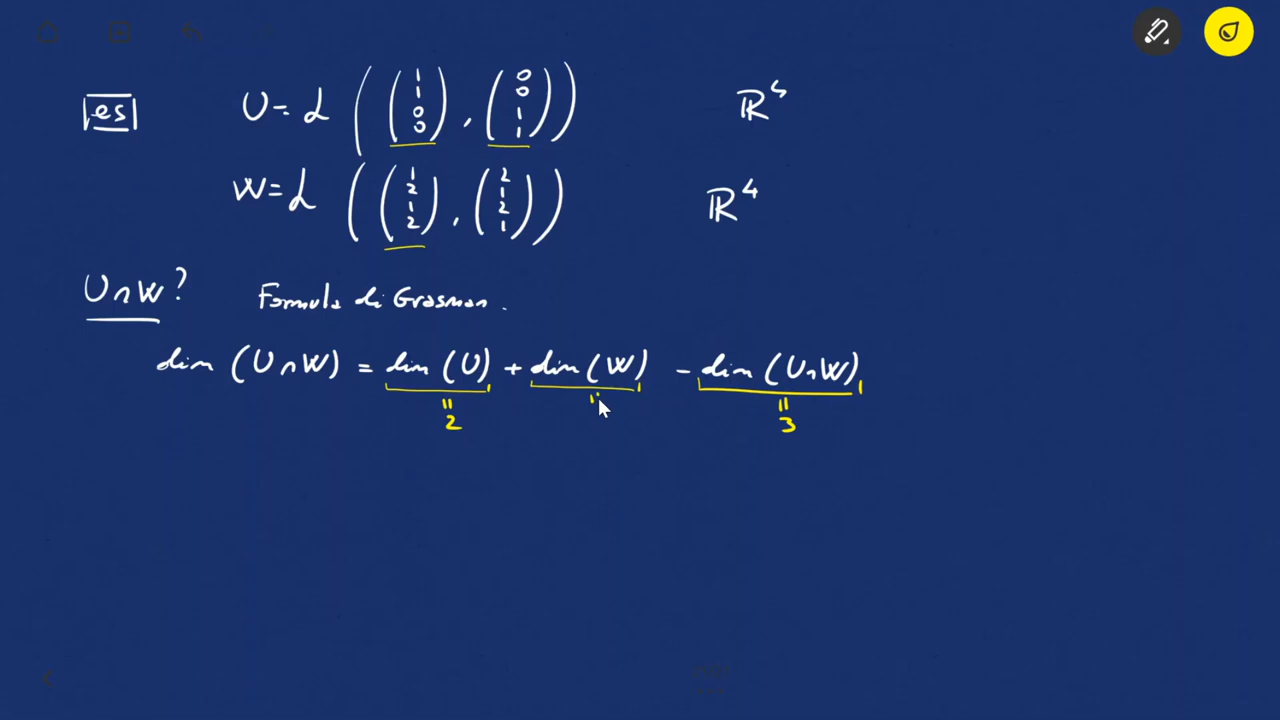 es U = L ( (1 1 0 0), (0 0 1 1) ) ℝ⁴
W = L ( (1 2 1 2), (2 1 2 1) ) ℝ⁴
U∩W? Formula di Grasman.
dim (U∩W) = dim (U) + dim (W) - dim (U∩W)
" " "
2 3